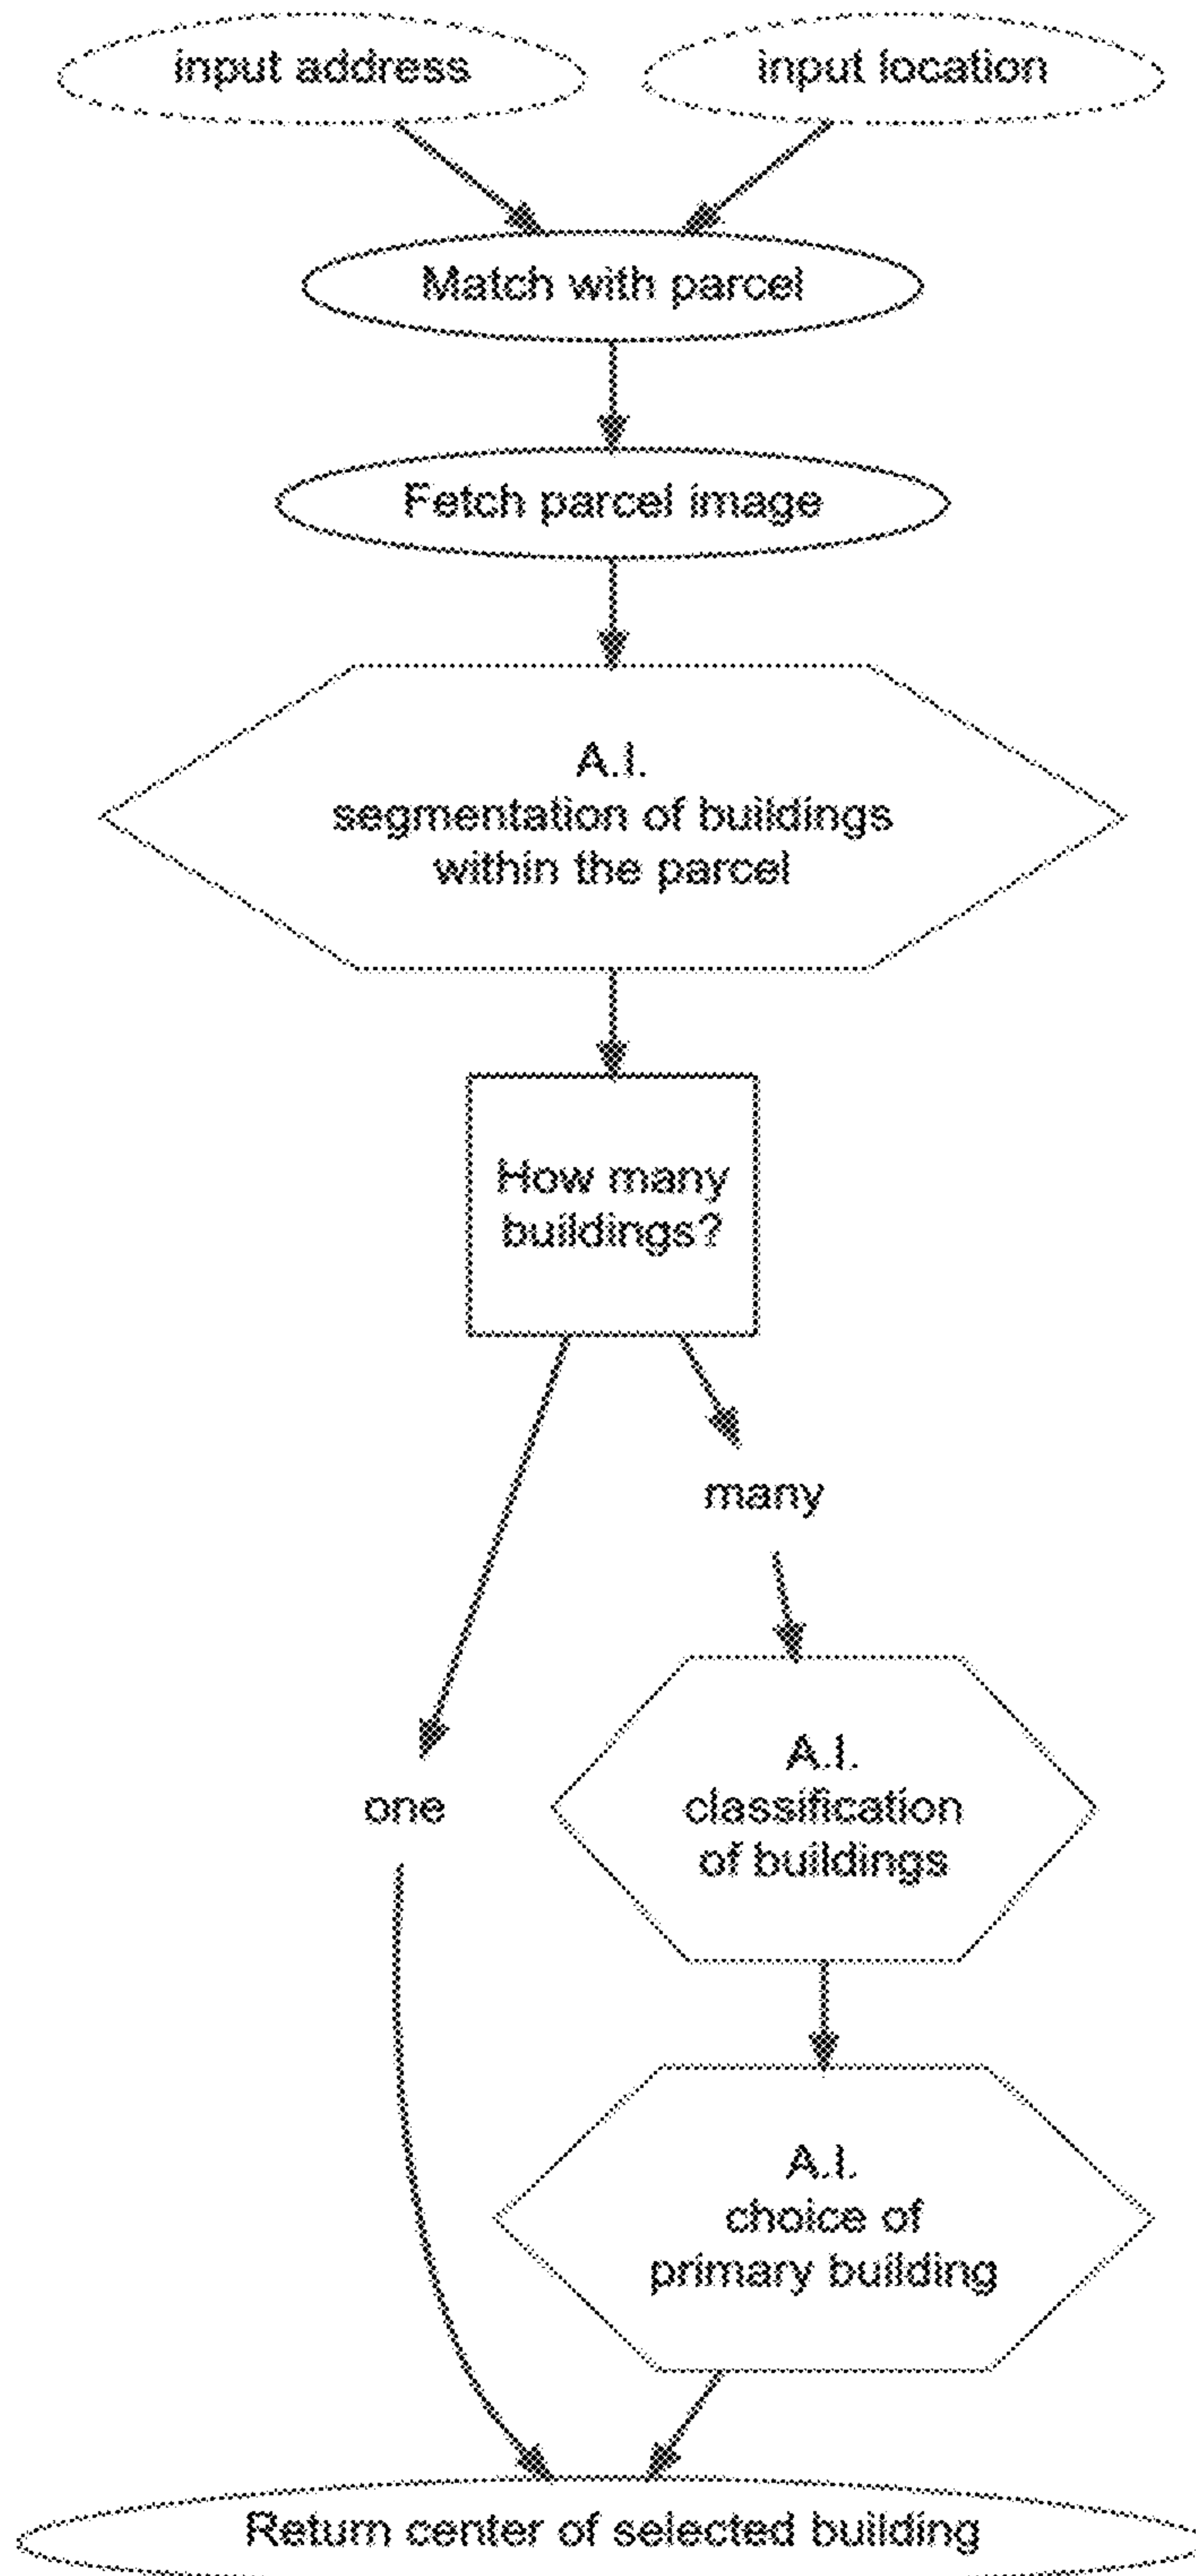 input address
input location
Match with parcel
Fetch parcel image
A.I.
segmentation of buildings
within the parcel
How many
buildings?
many
one
A.I.
classification
of buildings
A.I.
choice of
primary building
Return center of selected building